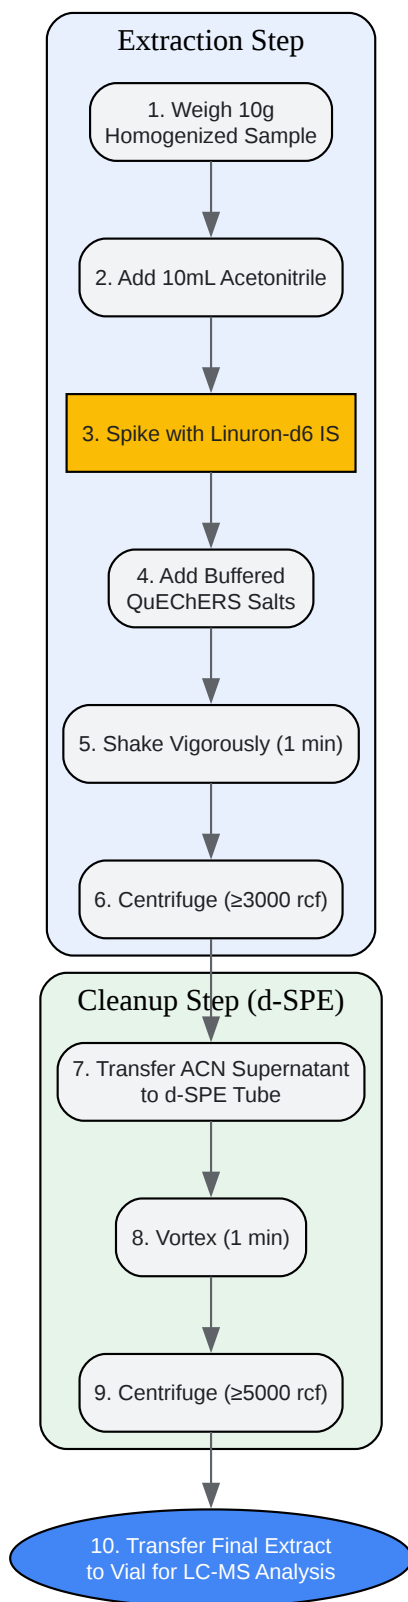 Extraction Step
1. Weigh 10g
Homogenized Sample
2. Add 10mL Acetonitrile
3. Spike with Linuron-d6 IS
4. Add Buffered
QuEChERS Salts
5. Shake Vigorously (1 min)
6. Centrifuge (≥3000 rcf)
Cleanup Step (d-SPE)
7. Transfer ACN Supernatant
to d-SPE Tube
8. Vortex (1 min)
9. Centrifuge (≥5000 rcf)
10. Transfer Final Extract
to Vial for LC-MS Analysis